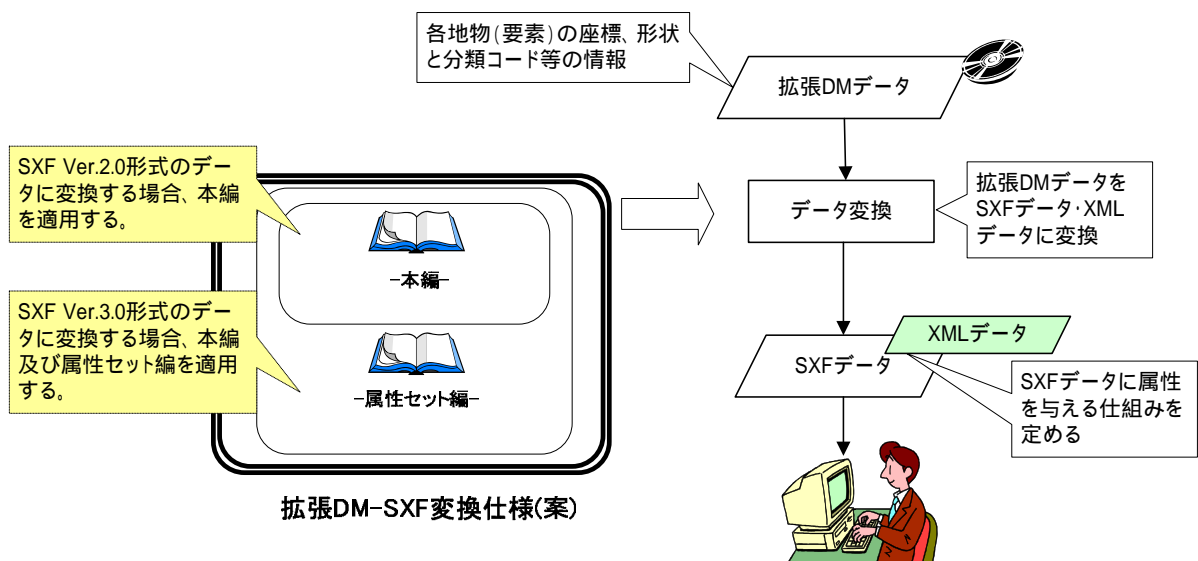 各地物(要素)の座標、形状
と分類コード等の情報
拡張DMデータ
SXF Ver.2.0形式のデー
タに変換する場合、本編
を適用する。
-本編-
SXF Ver.3.0形式のデー
タに変換する場合、本編
及び属性セット編を適用
する。
-属性セット編-
拡張DM-SXF変換仕様(案)
データ変換
拡張DMデータを
SXFデータ・XML
データに変換
XMLデータ
SXFデータ
SXFデータに属性
を与える仕組みを
定める